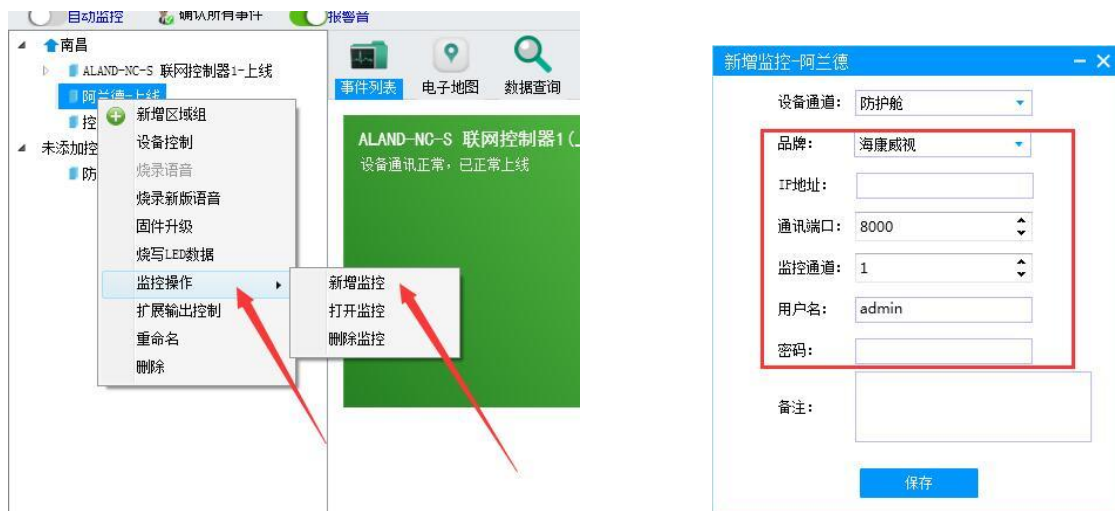 自动监控 确认所有事件 报警音
南昌
ALAND-NC-S 联网控制器1-上线
阿兰德-上线
控
未添加控
防
新增区域组
设备控制
烧录语音
烧录新版语音
固件升级
烧写LED数据
监控操作
扩展输出控制
重命名
删除
新增监控
打开监控
删除监控
事件列表 电子地图 数据查询
ALAND-NC-S 联网控制器1(
设备通讯正常，已正常上线
新增监控-阿兰德
设备通道： 防护舱
品牌： 海康威视
IP地址：
通讯端口： 8000
监控通道： 1
用户名： admin
密码：
备注：
保存